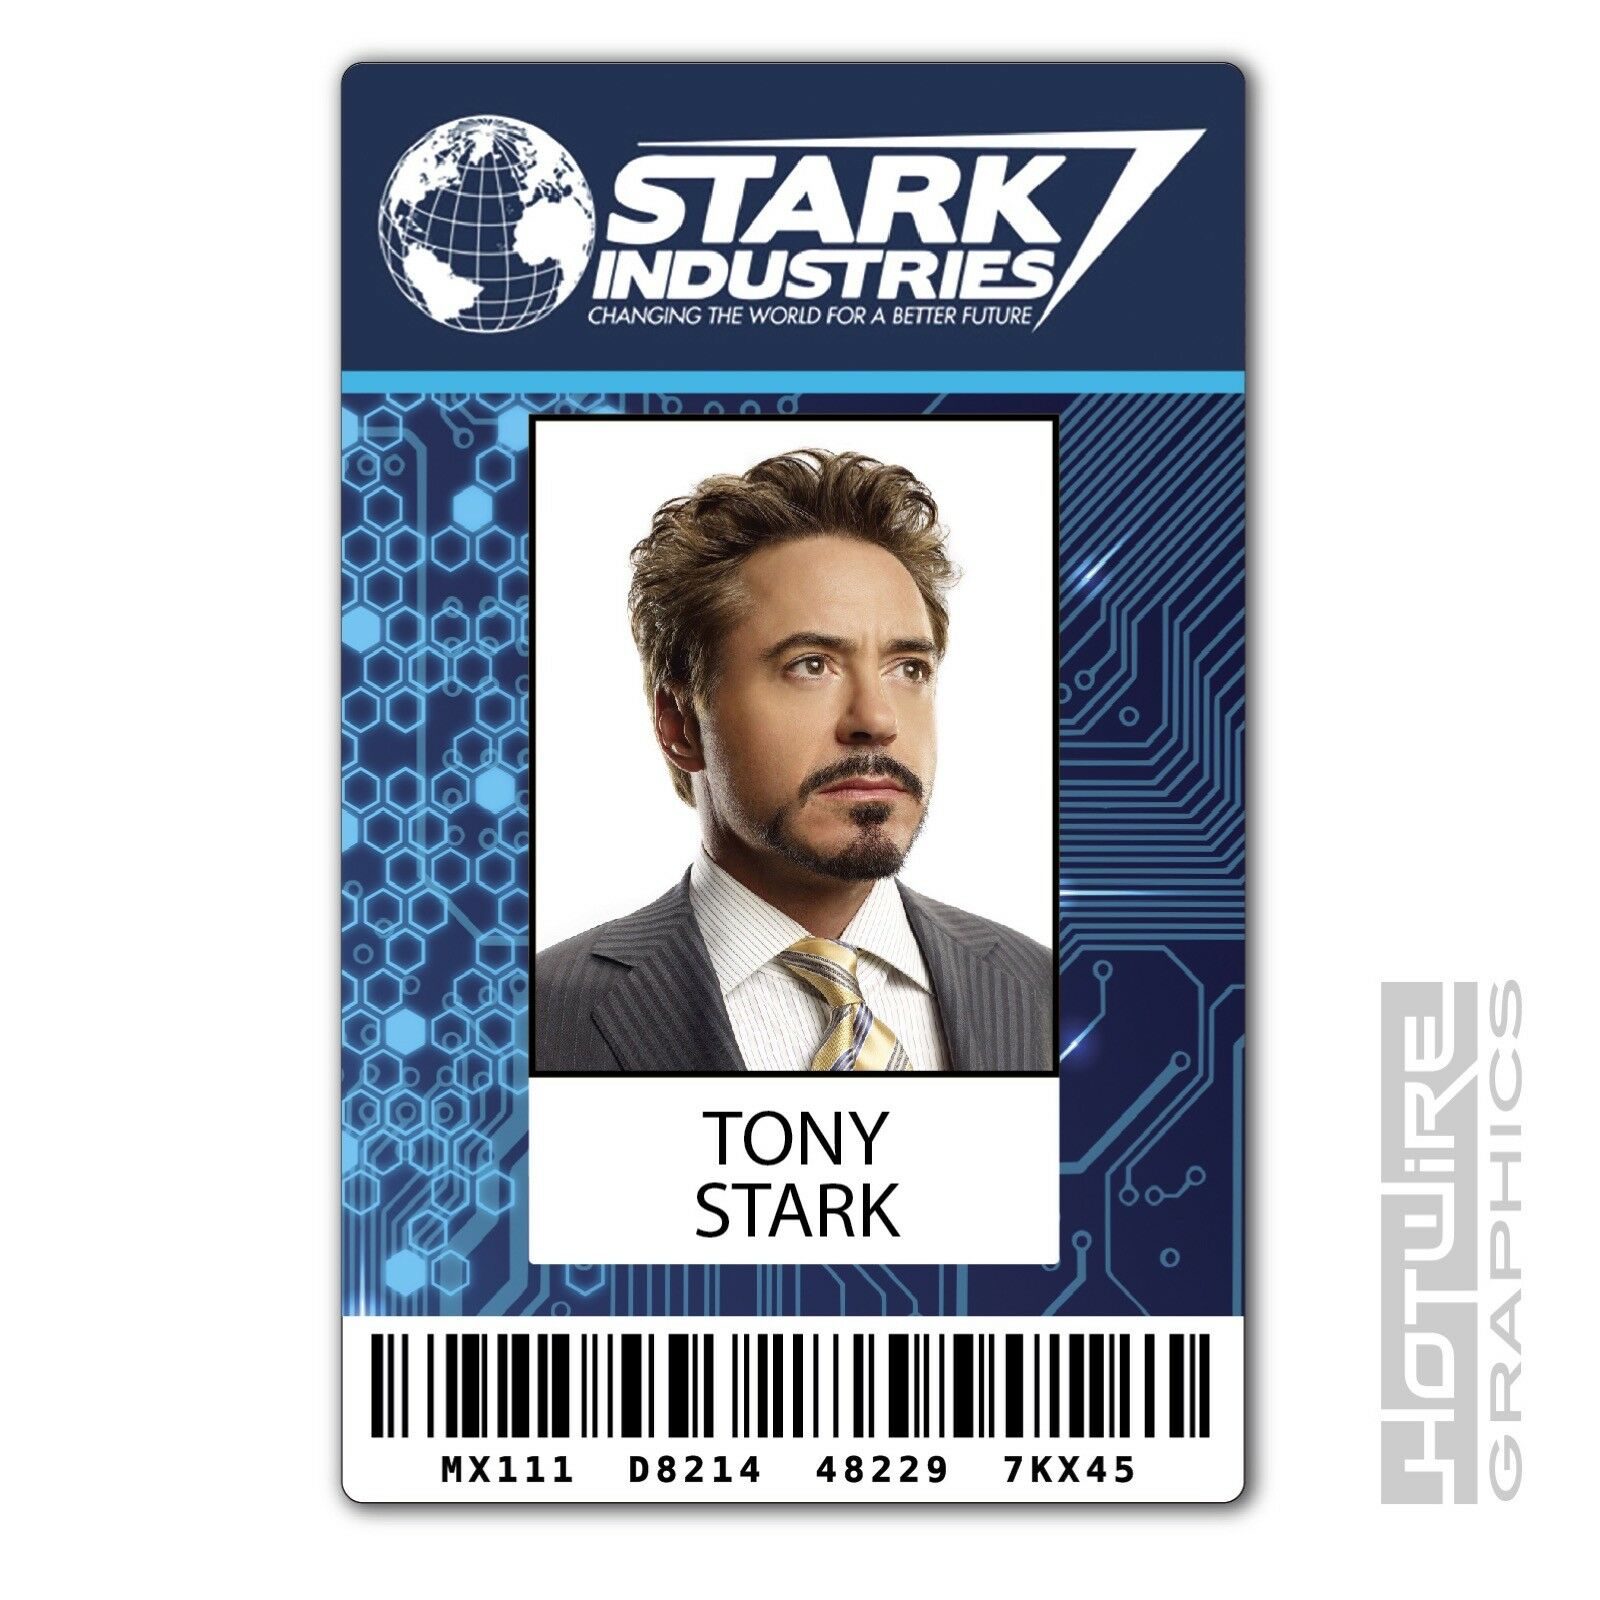 STARK
INDUSTRIES
CHANGING THE WORLD FOR A BETTER FUTURE
TONY
STARK
MX111 D8214 48229 7KX45
HOTWIRE
GRAPHICS